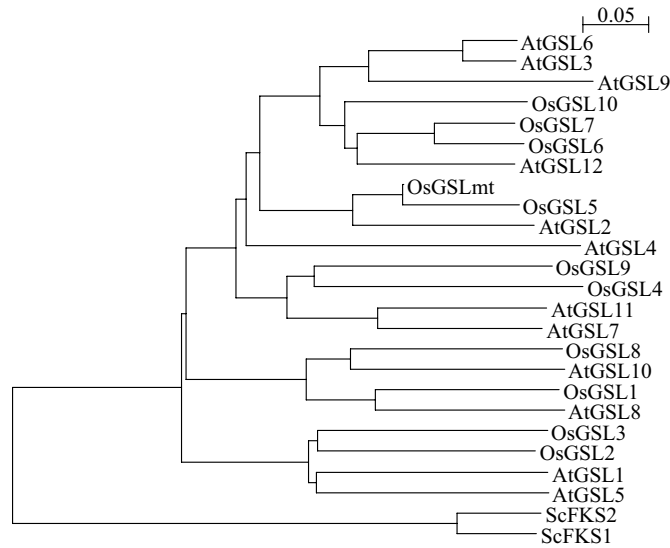 0.05
AtGSL6
AtGSL3
AtGSL9
OsGSL10
OsGSL7
OsGSL6
AtGSL12
OsGSLmt
OsGSL5
AtGSL2
AtGSL4
OsGSL9
OsGSL4
AtGSL11
AtGSL7
OsGSL8
AtGSL10
OsGSL1
AtGSL8
OsGSL3
OsGSL2
AtGSL1
AtGSL5
ScFKS2
ScFKS1